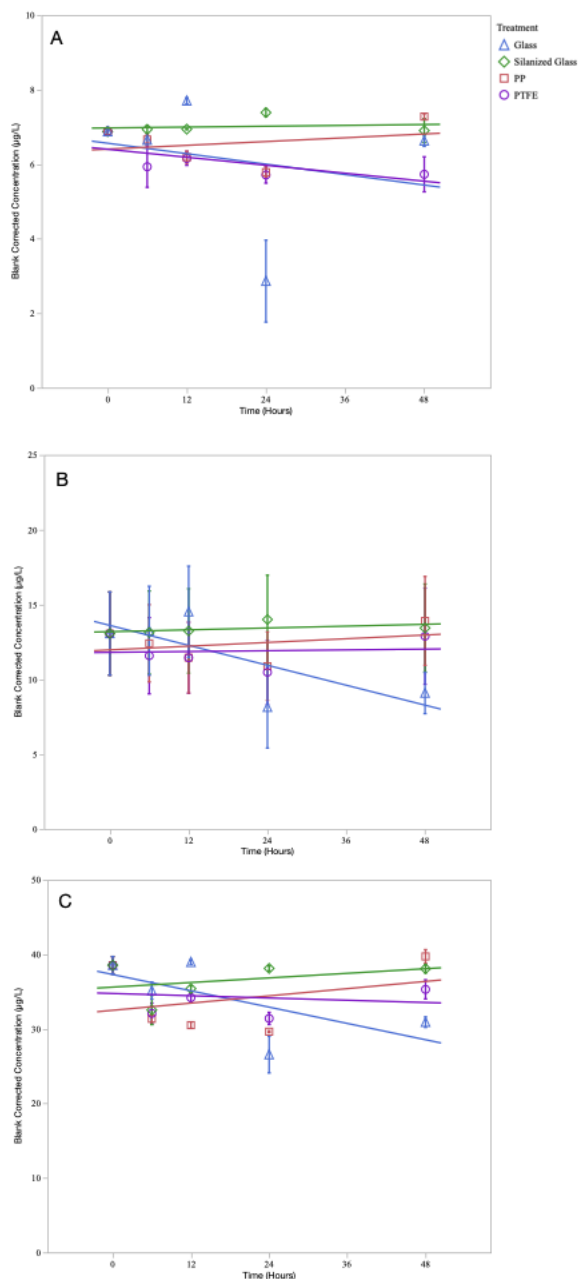 A
Treatment
Glass
Silanized Glass
PP
PTFE
Blank Corrected Concentration (µg/L)
10
8
6
4
2
0
0 12 24 36 48
Time (Hours)
B
Blank Corrected Concentration (µg/L)
25
20
15
10
5
0
0 12 24 36 48
Time (Hours)
C
Blank Corrected Concentration (µg/L)
50
40
30
20
10
0
0 12 24 36 48
Time (Hours)